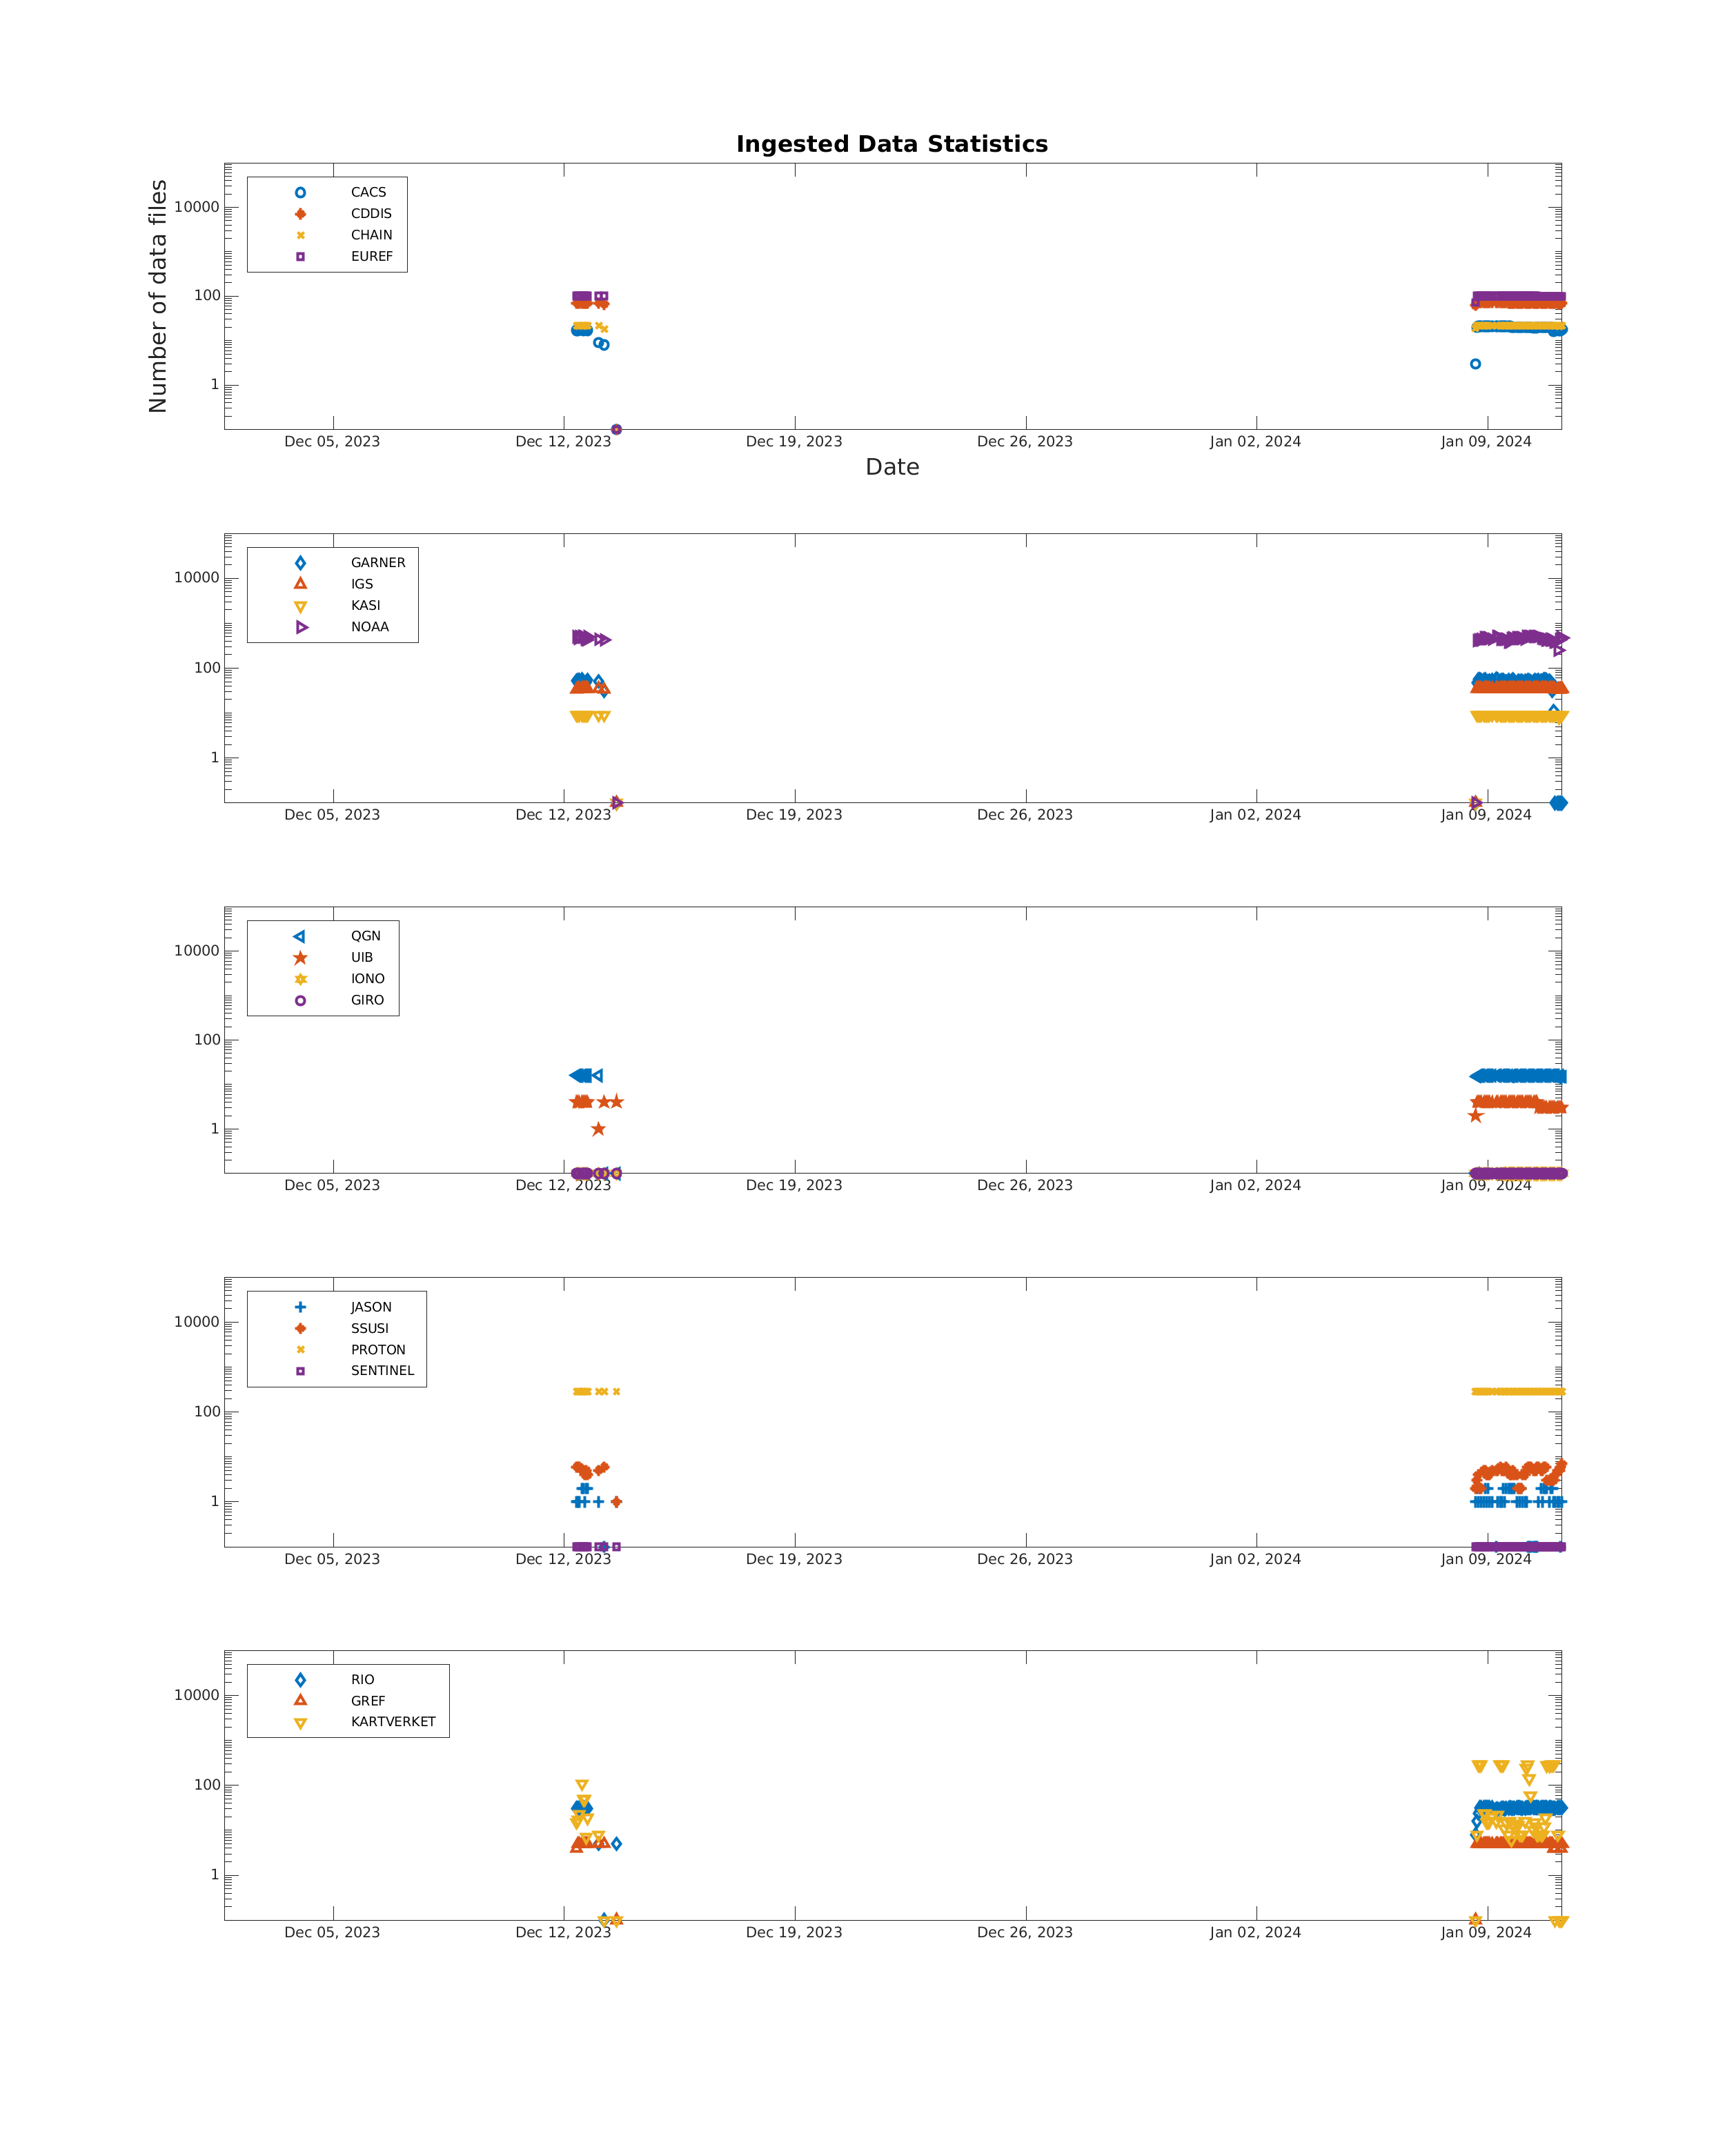 Ingested Data Statistics
Number of data files
10000
100
1
CACS
CDDIS
CHAIN
EUREF
Dec 05, 2023 Dec 12, 2023 Dec 19, 2023 Dec 26, 2023 Jan 02, 2024 Jan 09, 2024
Date
10000
100
1
GARNER
IGS
KASI
NOAA
Dec 05, 2023 Dec 12, 2023 Dec 19, 2023 Dec 26, 2023 Jan 02, 2024 Jan 09, 2024
10000
100
1
QGN
UIB
IONO
GIRO
Dec 05, 2023 Dec 12, 2023 Dec 19, 2023 Dec 26, 2023 Jan 02, 2024 Jan 09, 2024
10000
100
1
JASON
SSUSI
PROTON
SENTINEL
Dec 05, 2023 Dec 12, 2023 Dec 19, 2023 Dec 26, 2023 Jan 02, 2024 Jan 09, 2024
10000
100
1
RIO
GREF
KARTVERKET
Dec 05, 2023 Dec 12, 2023 Dec 19, 2023 Dec 26, 2023 Jan 02, 2024 Jan 09, 2024